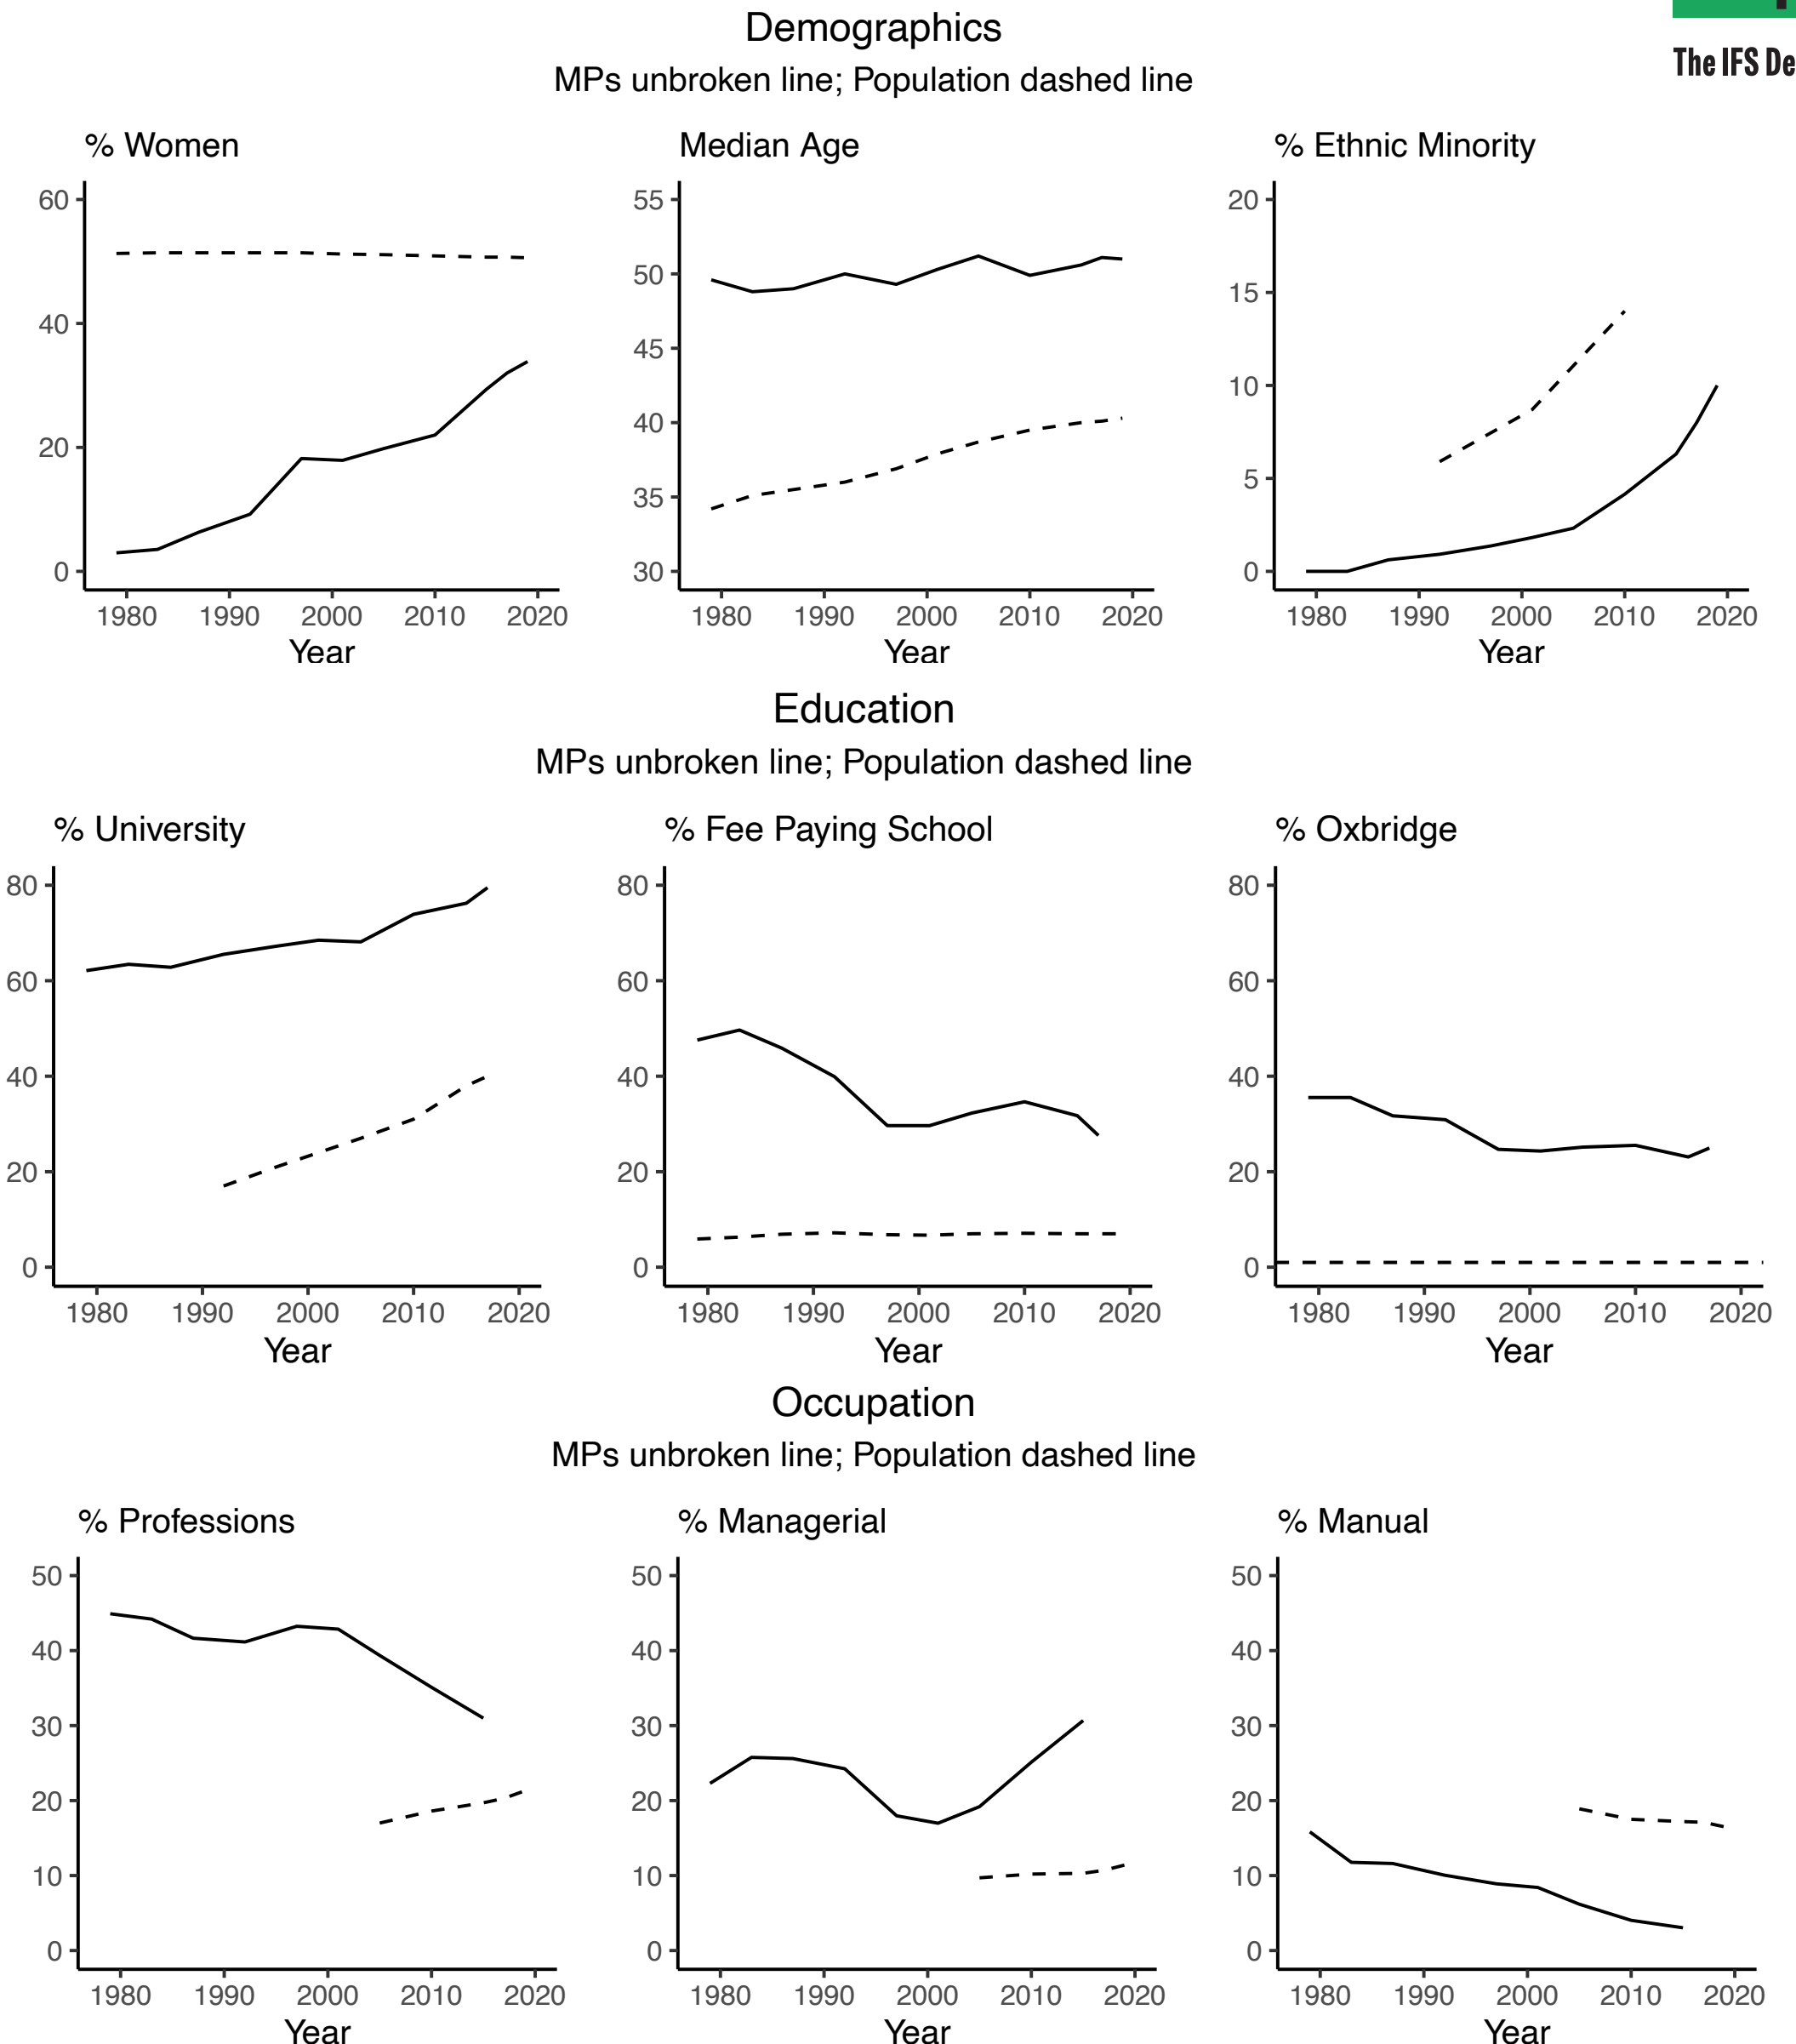 Demographics
The IFS De
MPs unbroken line; Population dashed line
% Women
Median Age
% Ethnic Minority
60
40
20
0
1980 1990 2000 2010 2020
Year
55
50
45
40
35
30
1980 1990 2000 2010 2020
Year
20
15
10
5
0
1980 1990 2000 2010 2020
Year
Education
MPs unbroken line; Population dashed line
% University
% Fee Paying School
% Oxbridge
80
60
40
20
0
1980 1990 2000 2010 2020
Year
80
60
40
20
0
1980 1990 2000 2010 2020
Year
80
60
40
20
0
1980 1990 2000 2010 2020
Year
Occupation
MPs unbroken line; Population dashed line
% Professions
% Managerial
% Manual
50
40
30
20
10
0
1980 1990 2000 2010 2020
Year
50
40
30
20
10
0
1980 1990 2000 2010 2020
Year
50
40
30
20
10
0
1980 1990 2000 2010 2020
Year